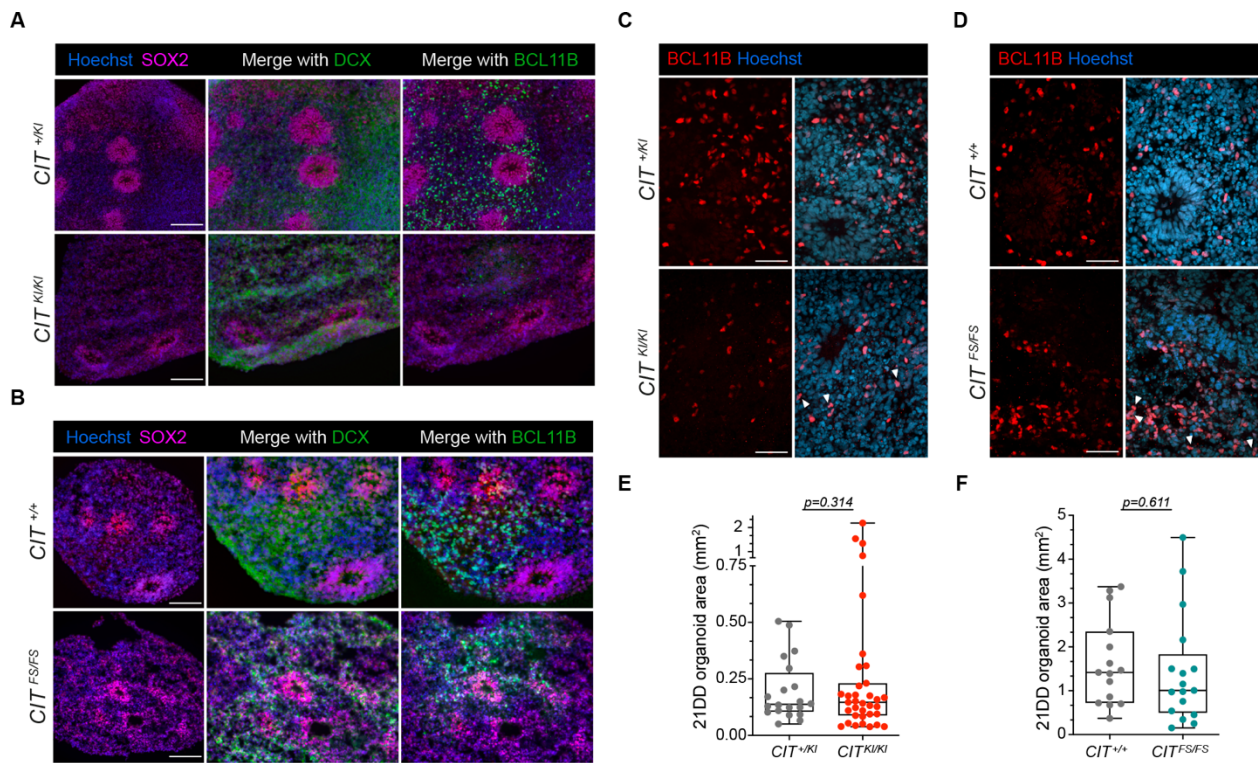 A
Hoechst SOX2
Merge with DCX
Merge with BCL11B
CIT +/KI
CIT KI/KI
B
Hoechst SOX2
Merge with DCX
Merge with BCL11B
CIT +/+
CIT FS/FS
C
BCL11B Hoechst
CIT +/KI
CIT KI/KI
D
BCL11B Hoechst
CIT +/+
CIT FS/FS
E
p=0.314
21DD organoid area (mm²)
2
1
0.75
0.50
0.25
0.00
CIT+/KI
CITKI/KI
F
p=0.611
21DD organoid area (mm²)
5
4
3
2
1
0
CIT+/+
CITFS/FS